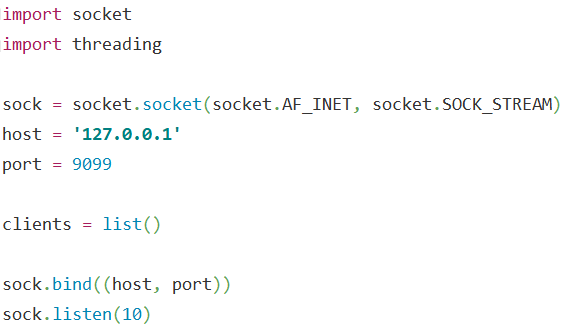 import socket
import threading
sock = socket.socket(socket.AF_INET, socket.SOCK_STREAM)
host = '127.0.0.1'
port = 9099
clients = list()
sock.bind((host, port))
sock.listen(10)